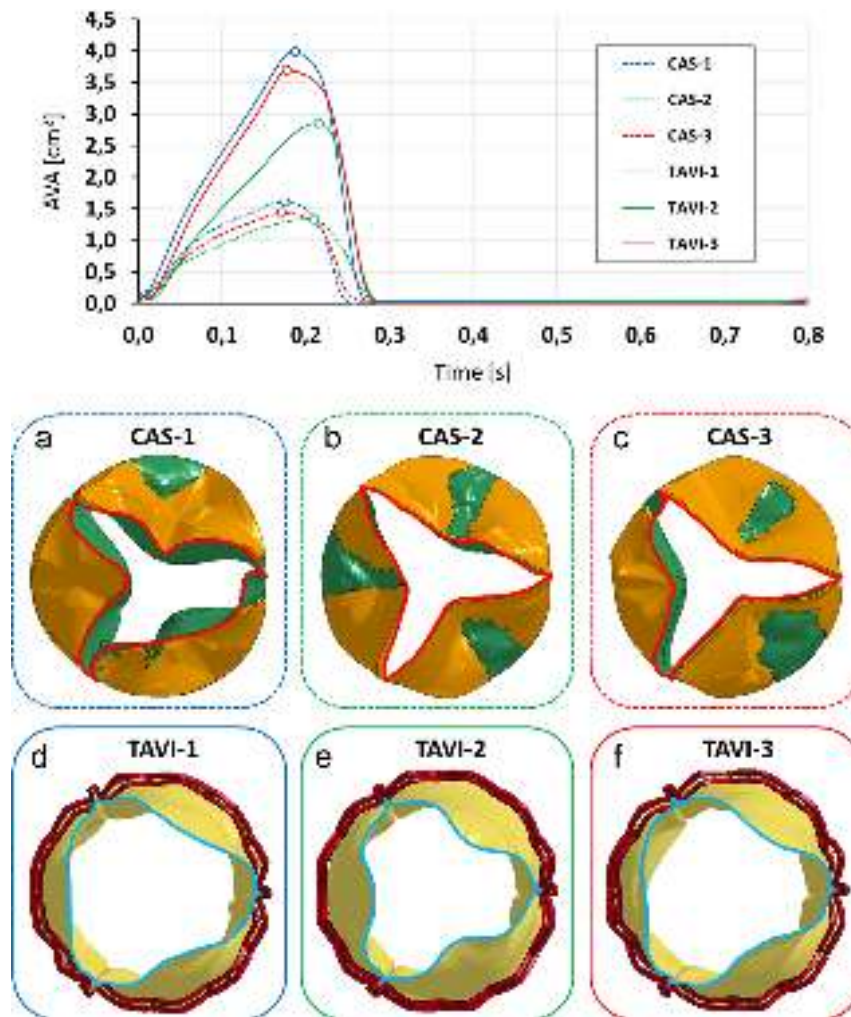 4,5
4,0
3,5
3,0
2,5
2,0
1,5
1,0
0,5
0,0
AVA [cm²]
0,0 0,1 0,2 0,3 0,4 0,5 0,6 0,7 0,8
Time [s]
CAS-1
CAS-2
CAS-3
TAVI-1
TAVI-2
TAVI-3
a CAS-1
b CAS-2
c CAS-3
d TAVI-1
e TAVI-2
f TAVI-3